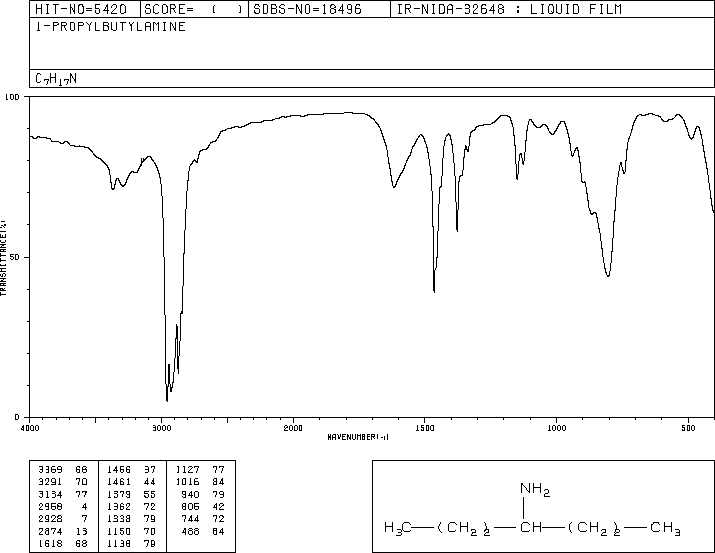 HIT-NO=5420 SCORE= ( ) SDBS-NO=18496 IR-NIDA-32648 : LIQUID FILM
1-PROPYLBUTYLAMINE
C7H17N
100
50
0
TRANSMITTANCE(%)
4000 3000 2000 1500 1000 500
WAVENUMBER(-1)
3369 68 1466 37 1127 77
3291 70 1461 44 1016 84
3134 77 1379 55 940 79
2958 4 1362 72 806 42
2928 7 1338 79 744 72
2874 13 1150 70 488 84
1618 68 1138 79
NH2
H3C—(CH2)2—CH—(CH2)2—CH3